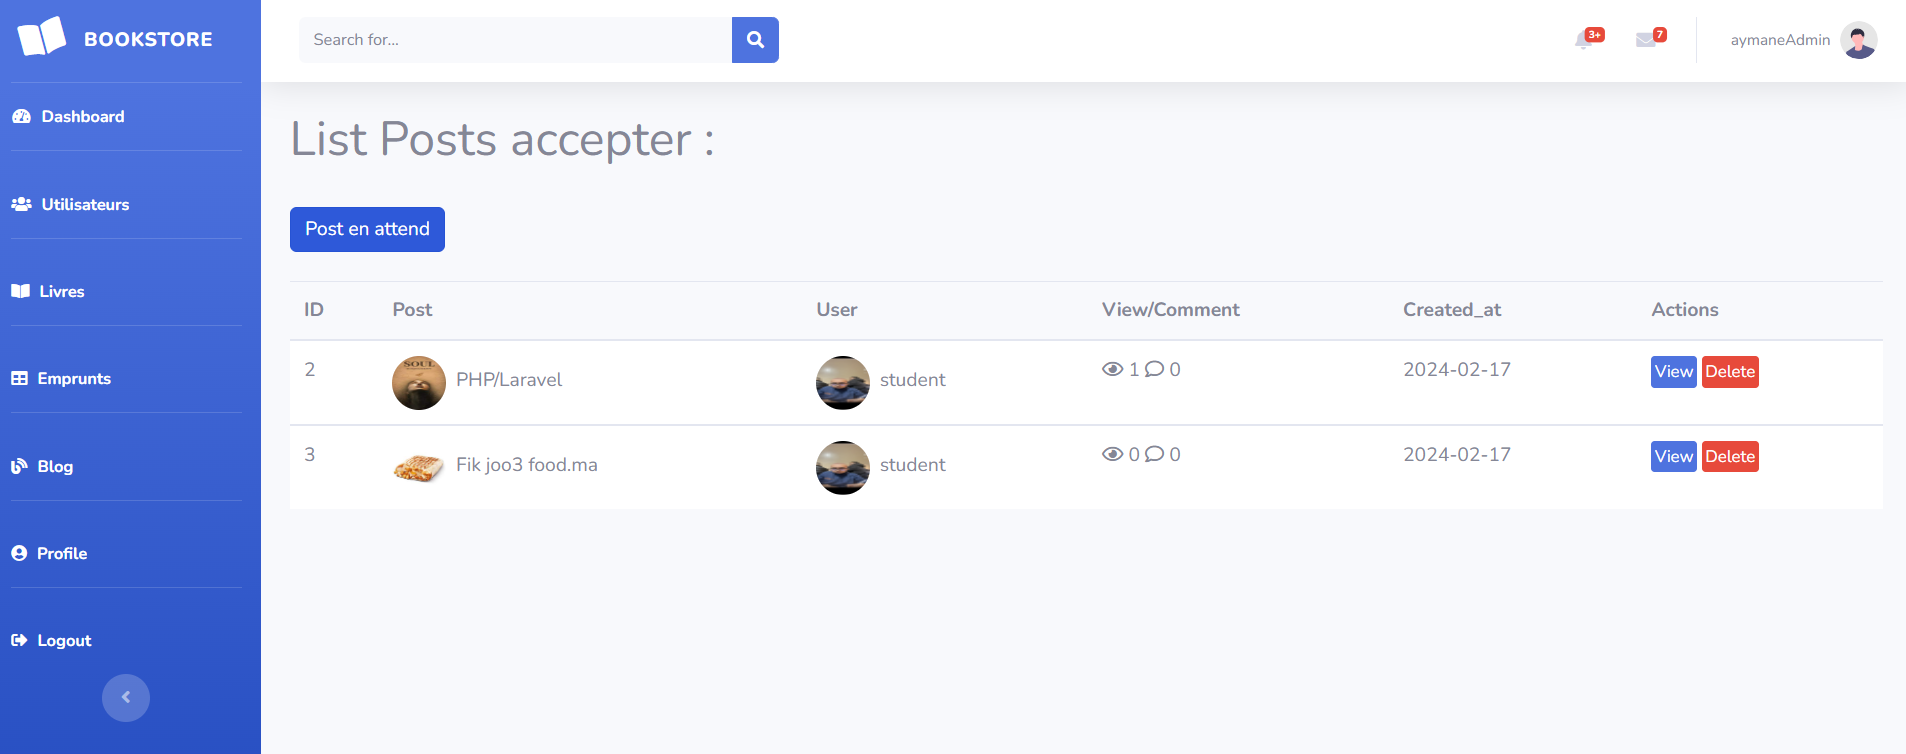 BOOKSTORE
Search for...
3+
7
aymaneAdmin
Dashboard
Utilisateurs
Livres
Emprunts
Blog
Profile
Logout
List Posts accepter :
Post en attend
ID Post User View/Comment Created_at Actions
2 SOUL PHP/Laravel student 1 0 2024-02-17 View Delete
3 Fik joo3 food.ma student 0 0 2024-02-17 View Delete